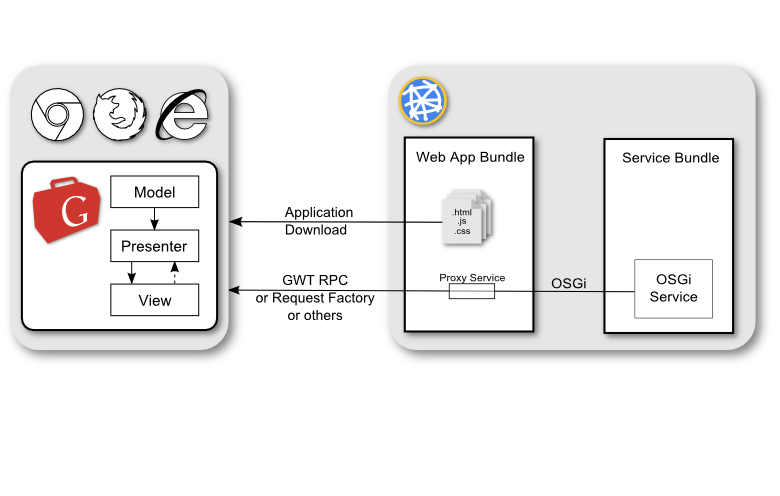 G
Model
Presenter
View
Application
Download
GWT RPC
or Request Factory
or others
Web App Bundle
.html
.js
.css
Proxy Service
OSGi
Service Bundle
OSGi
Service